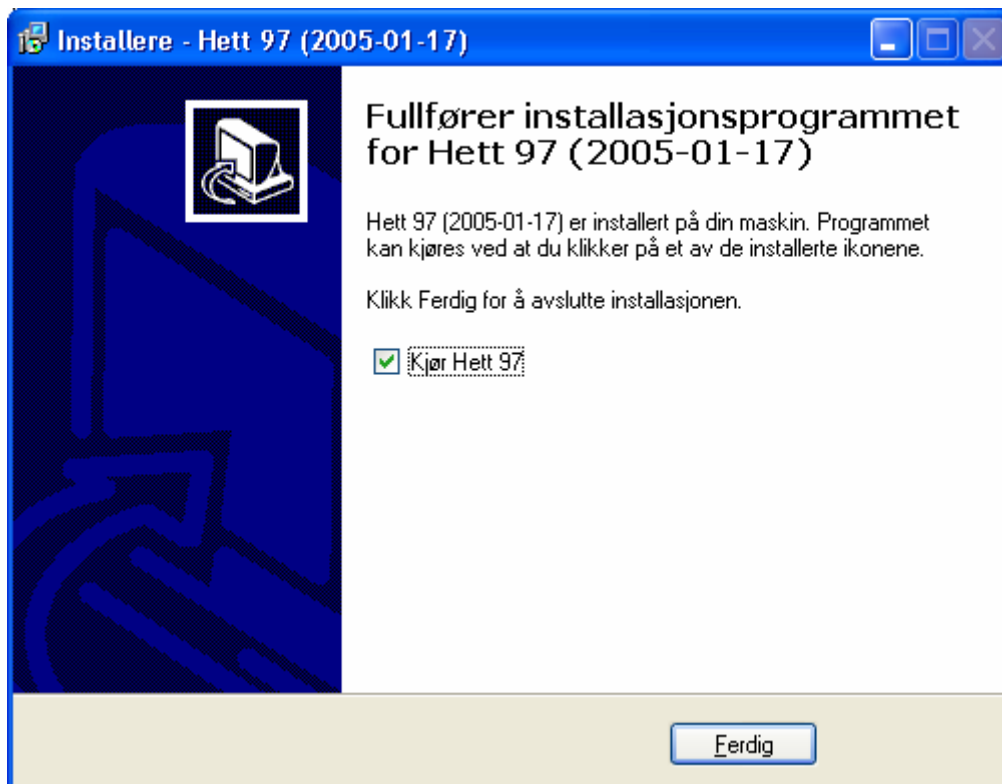 Installere - Hett 97 (2005-01-17)
Fullfører installasjonsprogrammet
for Hett 97 (2005-01-17)
Hett 97 (2005-01-17) er installert på din maskin. Programmet
kan kjøres ved at du klikker på et av de installerte ikonene.
Klikk Ferdig for å avslutte installasjonen.
Kjør Hett 97
Ferdig